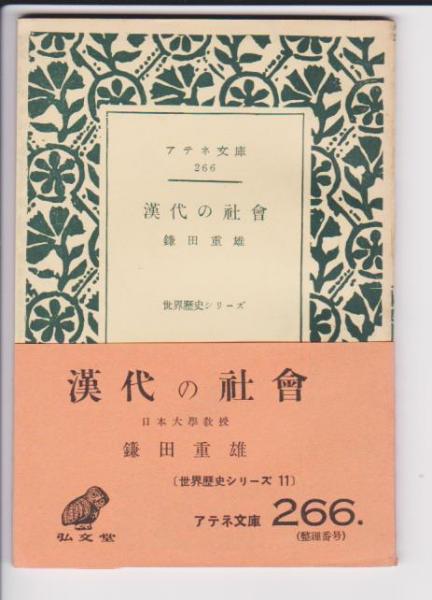 アテネ文庫
266
漢代の社會
鎌田重雄
世界歴史シリーズ
漢代の社會
日本大學教授
鎌田重雄
〔世界歴史シリーズ 11〕
弘文堂
アテネ文庫 266.
(整理番号)